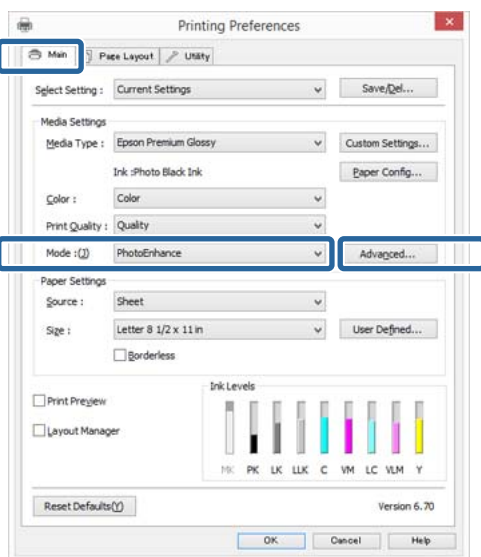 Printing Preferences
Main Page Layout Utility
Select Setting : Current Settings Save/Del...
Media Settings
Media Type : Epson Premium Glossy Custom Settings...
Ink :Photo Black Ink Paper Config...
Color : Color
Print Quality : Quality
Mode :(J) PhotoEnhance Advanced...
Paper Settings
Source : Sheet
Size : Letter 8 1/2 x 11 in User Defined...
Borderless
Ink Levels
Print Preview
Layout Manager
MK PK LK LLK C VM LC VLM Y
Reset Defaults(Y) Version 6.70
OK Cancel Help